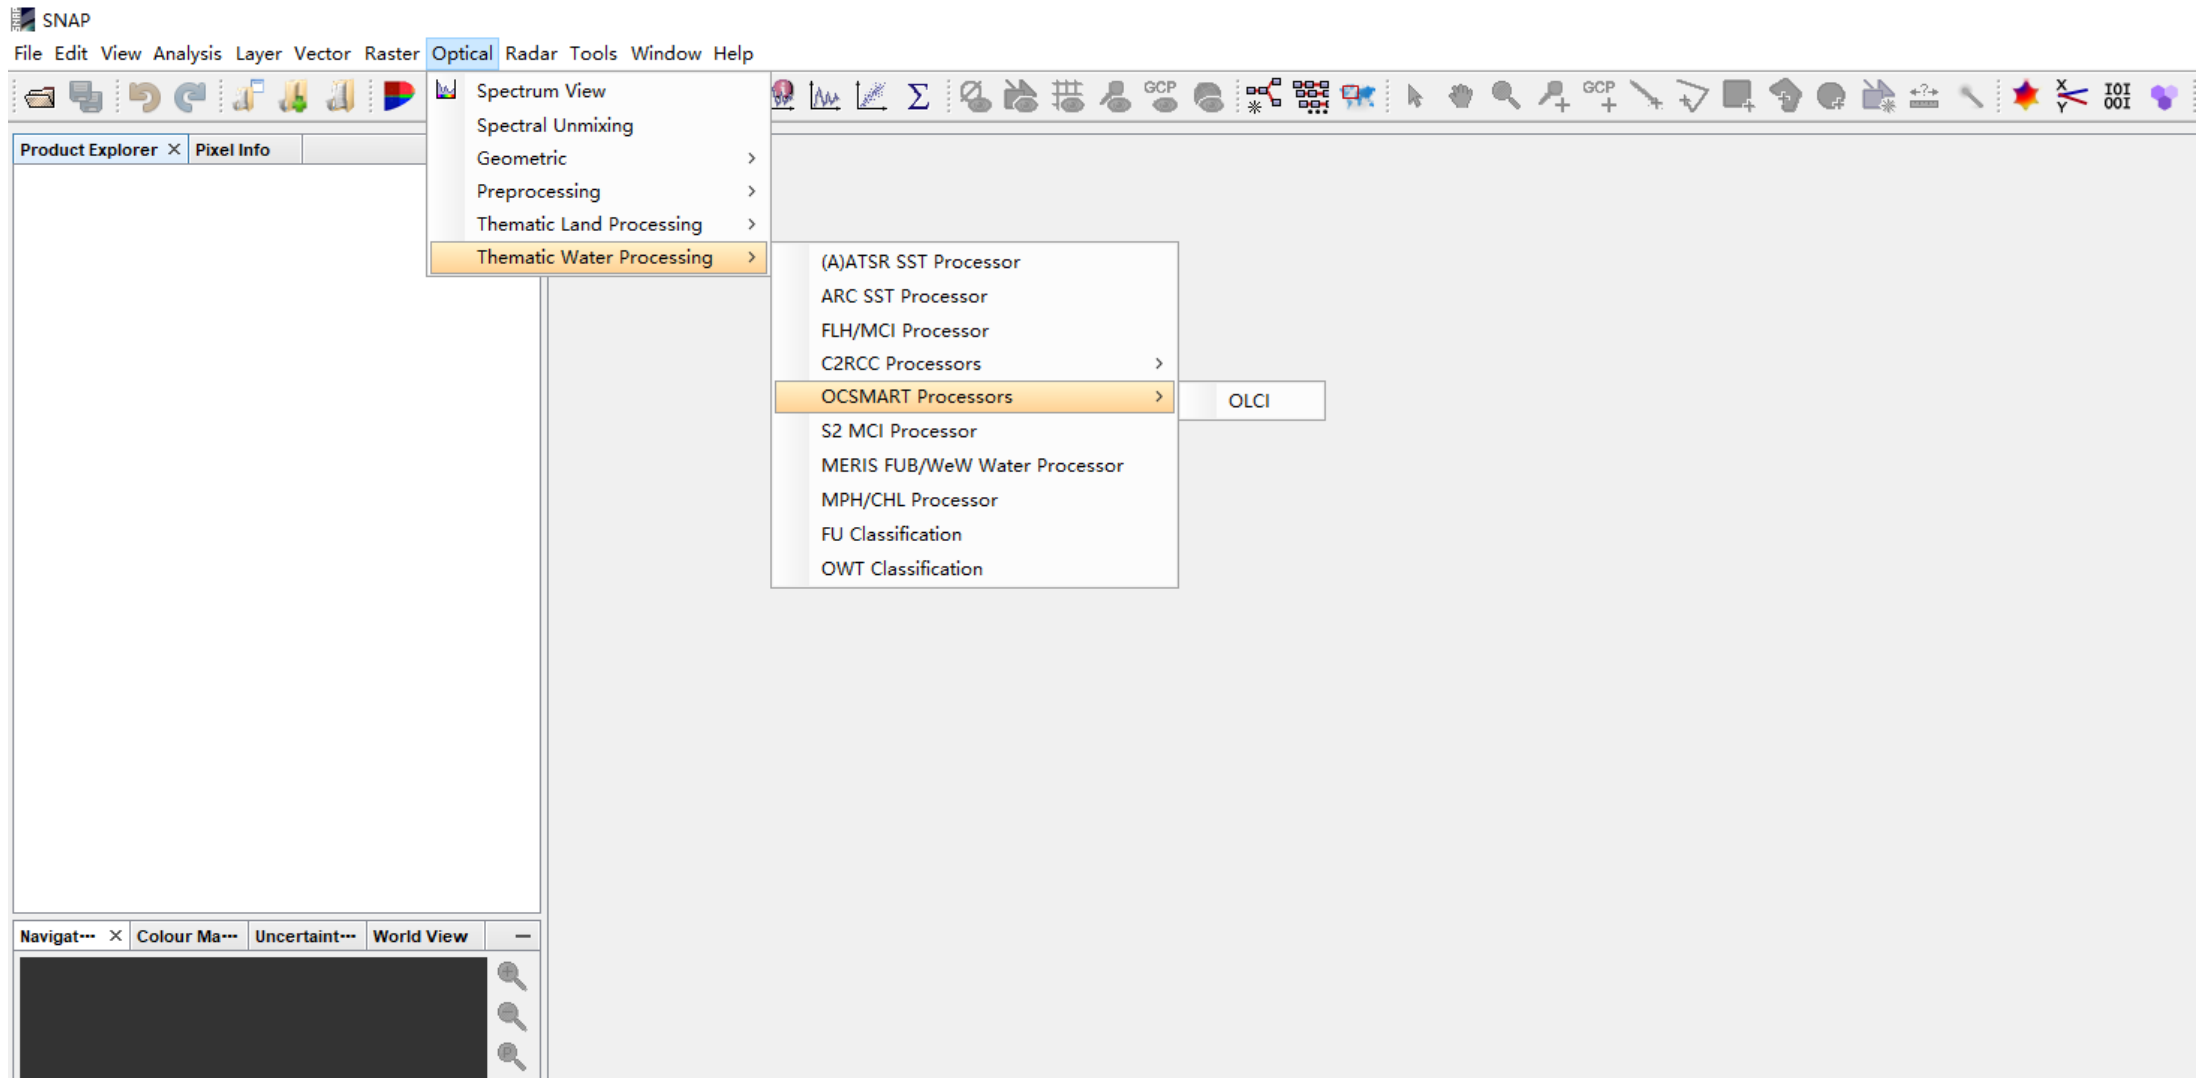 SNAP
File Edit View Analysis Layer Vector Raster Optical Radar Tools Window Help
Spectrum View
Spectral Unmixing
Geometric
Preprocessing
Thematic Land Processing
Thematic Water Processing
(A)ATSR SST Processor
ARC SST Processor
FLH/MCI Processor
C2RCC Processors
OCSMART Processors
OLCI
S2 MCI Processor
MERIS FUB/WeW Water Processor
MPH/CHL Processor
FU Classification
OWT Classification
GCP
GCP
X
Y
IOI
OOI
Product Explorer
Pixel Info
Navigat···
Colour Ma···
Uncertaint···
World View